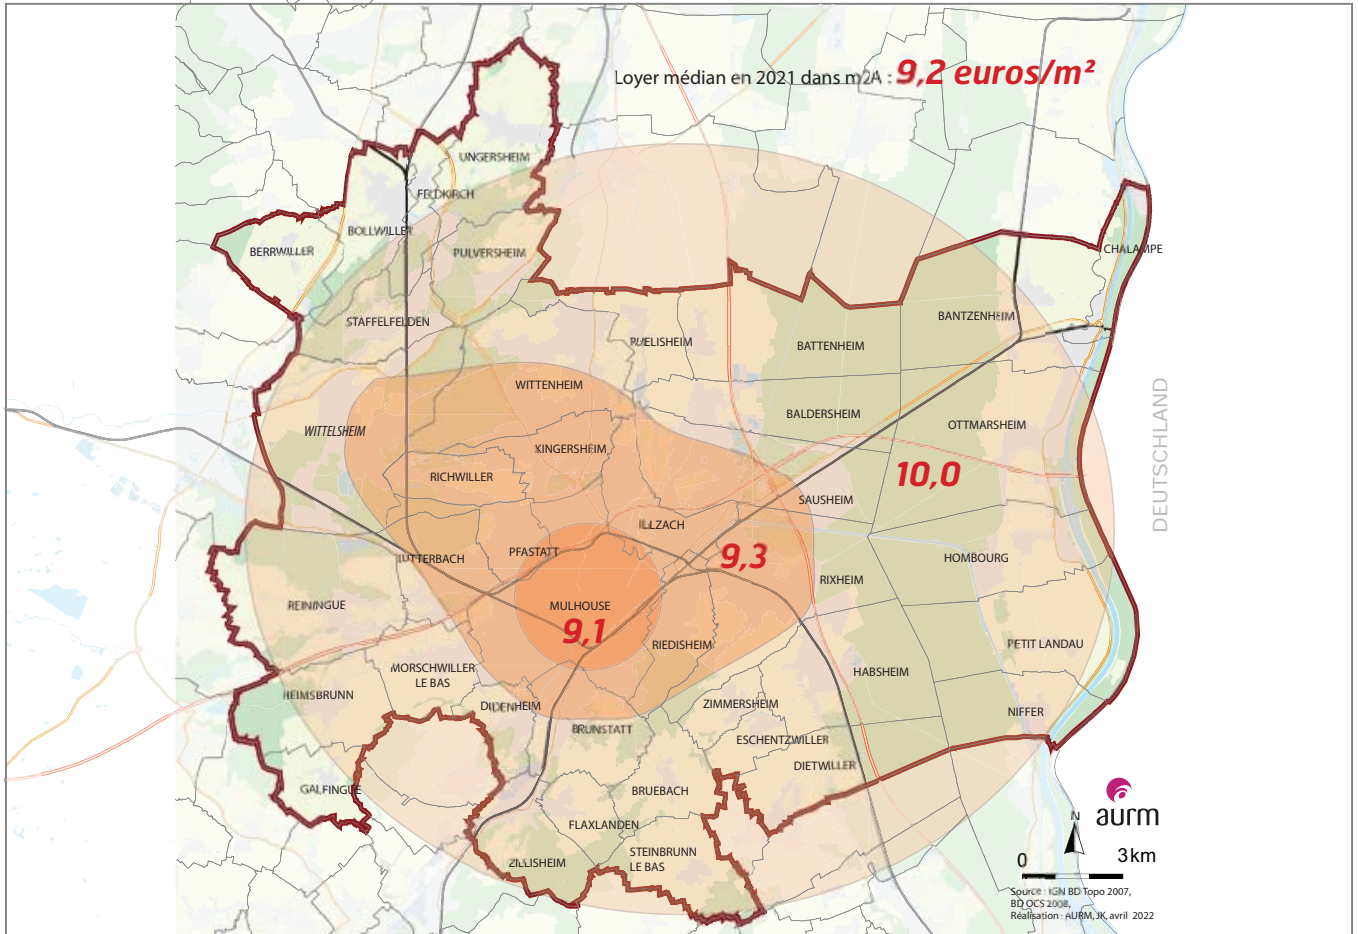 Loyer médian en 2021 dans m2A : 9,2 euros/m²
UNGERSHEIM
FELDKIRCH
BOLLWILLER
BERRWILLER
PULVERSHEIM
CHALAMPE
STAFFELFELDEN
BANTZENHEIM
RUELISHEIM
BATTENHEIM
WITTENHEIM
BALDERSHEIM
OTTMARSHEIM
WITTELSHEIM
KINGERSHEIM
RICHWILLER
10,0
SAUSHEIM
DEUTSCHLAND
ILLZACH
PFASTATT
LUTTERBACH
9,3
HOMBOURG
RIXHEIM
REININGUE
MULHOUSE
9,1
RIEDISHEIM
PETIT LANDAU
MORSCHWILLER
LE BAS
HABSHEIM
HEIMSBRUNN
DIDENHEIM
ZIMMERSHEIM
NIFFER
BRUNSTATT
ESCHENTZWILLER
DIETWILLER
GALFINGUE
BRUEBACH
FLAXLANDEN
STEINBRUNN
LE BAS
ZILLISHEIM
aurm
N
0 3 km
Source : IGN BD Topo 2007,
BD OCS 2008,
Réalisation : AURM, JK, avril 2022